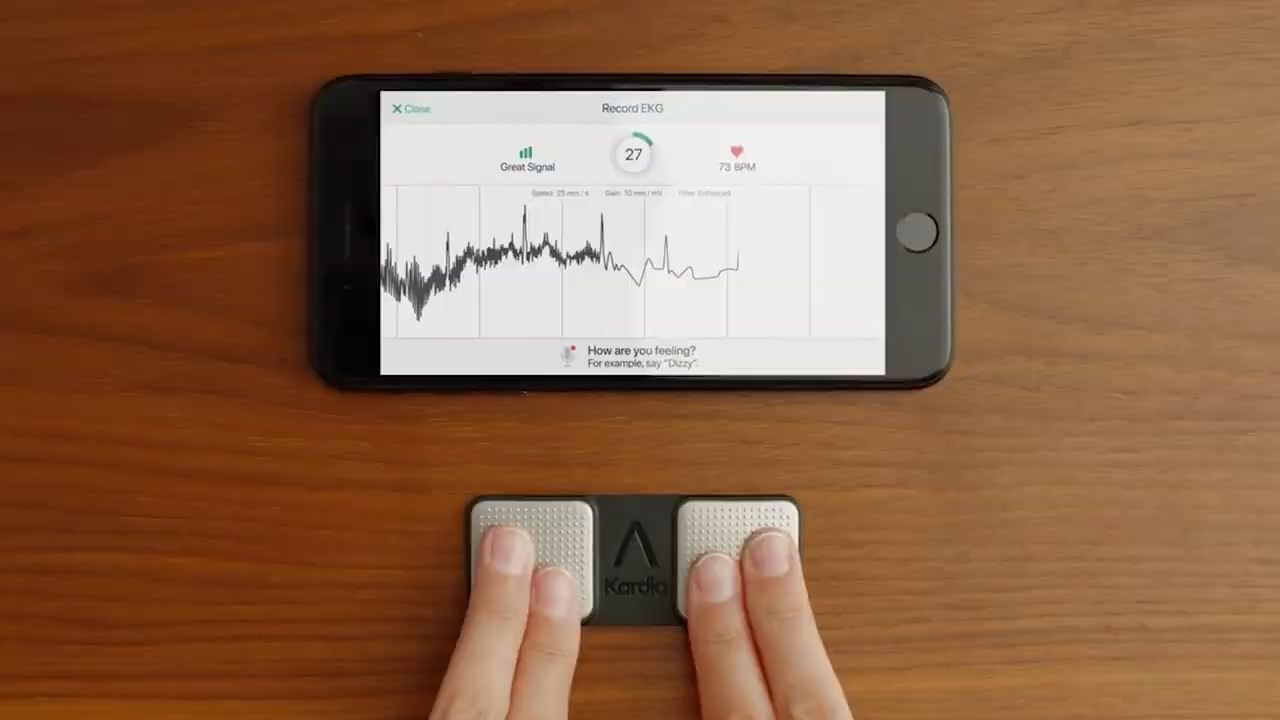 X Close
Record EKG
Great Signal
27
73 BPM
Speed: 25 mm / s Gain: 10 mm / mV Filter: Enhanced
How are you feeling?
For example, say "Dizzy".
Kardia